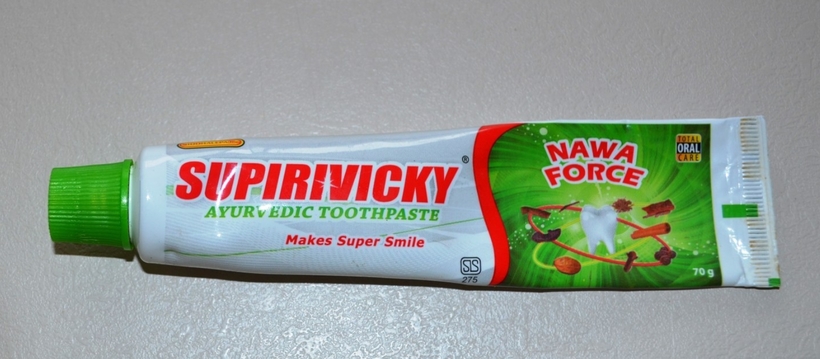 SUPIRIVICKY®
AYURVEDIC TOOTHPASTE
Makes Super Smile
SLS
275
NAWA
FORCE
TOTAL
ORAL
CARE
70 g